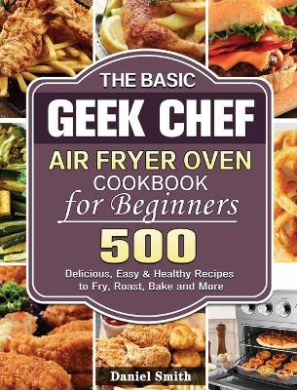 THE BASIC
GEEK CHEF
AIR FRYER OVEN
COOKBOOK
for Beginners
500
Delicious, Easy & Healthy Recipes
to Fry, Roast, Bake and More
Daniel Smith